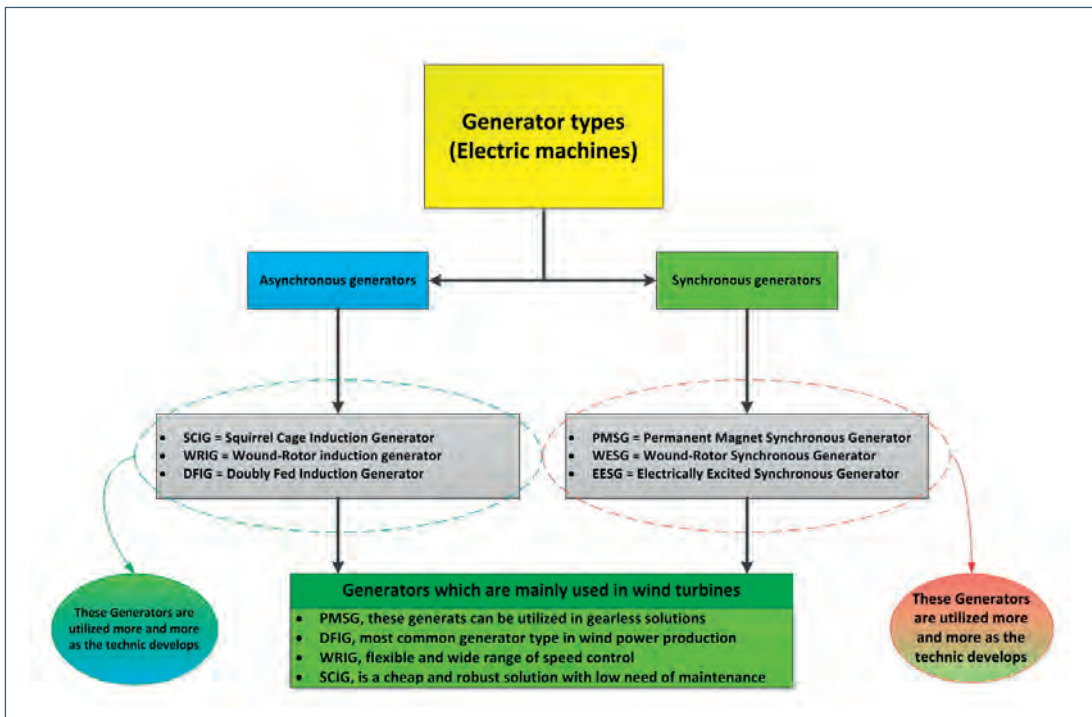 Generator types
(Electric machines)
Asynchronous generators
Synchronous generators
• SCIG = Squirrel Cage Induction Generator
• WRIG = Wound-Rotor induction generator
• DFIG = Doubly Fed Induction Generator
• PMSG = Permanent Magnet Synchronous Generator
• WESG = Wound-Rotor Synchronous Generator
• EESG = Electrically Excited Synchronous Generator
These Generators are
utilized more and more
as the technic develops
Generators which are mainly used in wind turbines
• PMSG, these generats can be utilized in gearless solutions
• DFIG, most common generator type in wind power production
• WRIG, flexible and wide range of speed control
• SCIG, is a cheap and robust solution with low need of maintenance
These Generators
are utilized more
and more as the
technic develops